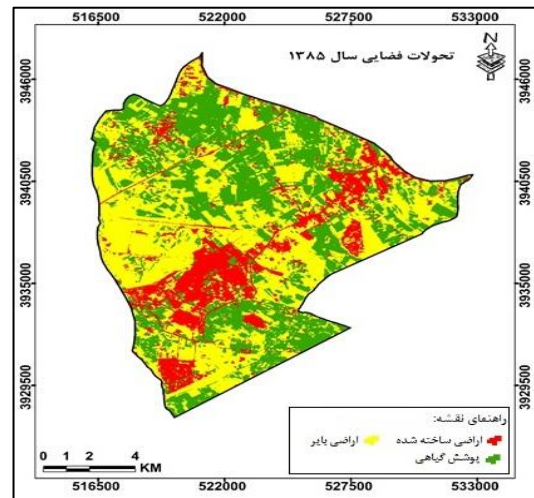 516500 522000 527500 533000
N
تحولات فضایی سال ۱۳۸۵
3946000 3946000
3940500 3940500
3935000 3935000
3929500 3929500
راهنمای نقشه:
اراضی ساخته شده اراضی بایر
پوشش گیاهی
0 1 2 4
KM
516500 522000 527500 533000